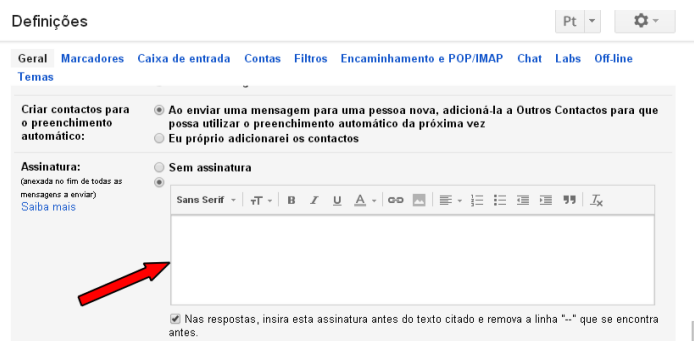 Definições
Pt
Geral Marcadores Caixa de entrada Contas Filtros Encaminhamento e POP/IMAP Chat Labs Off-line
Temas
Criar contactos para
o preenchimento
automático:
Ao enviar uma mensagem para uma pessoa nova, adicioná-la a Outros Contactos para que
possa utilizar o preenchimento automático da próxima vez
Eu próprio adicionarei os contactos
Assinatura:
(anexada no fim de todas as
mensagens a enviar)
Saiba mais
Sem assinatura
Sans Serif TT B I U A Tx
Nas respostas, insira esta assinatura antes do texto citado e remova a linha "--" que se encontra
antes.